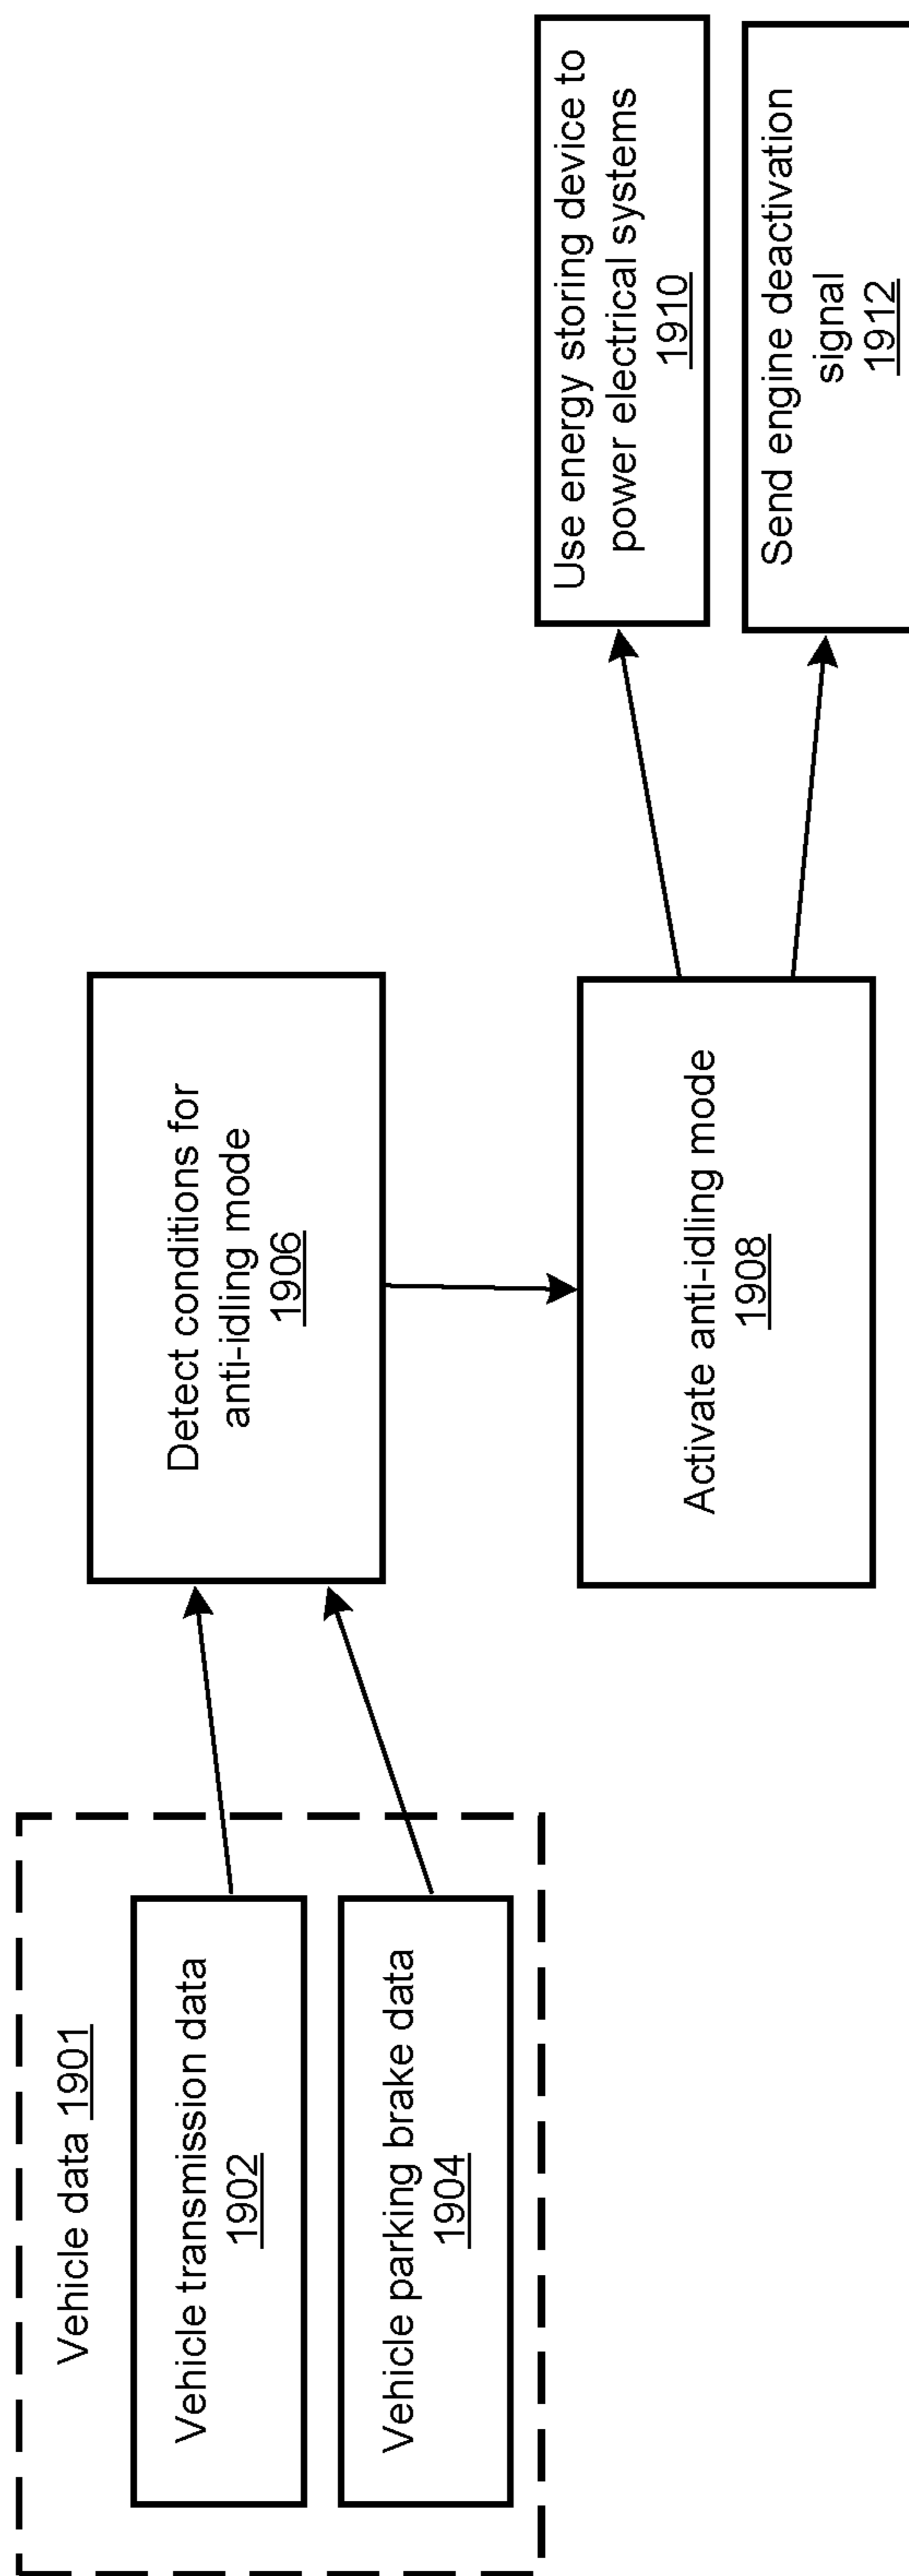 Vehicle data 1901
Vehicle transmission data
1902
Vehicle parking brake data
1904
Detect conditions for
anti-idling mode
1906
Activate anti-idling mode
1908
Use energy storing device to
power electrical systems
1910
Send engine deactivation
signal
1912